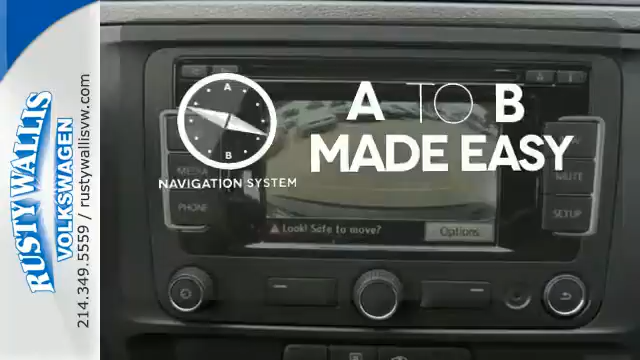 RUSTY WALLIS
VOLKSWAGEN
214.349.5559 / rustywallisvw.com
A
B
NAVIGATION SYSTEM
A TO B
MADE EASY
MEDIA
PHONE
MUTE
SETUP
Look! Safe to move?
Options